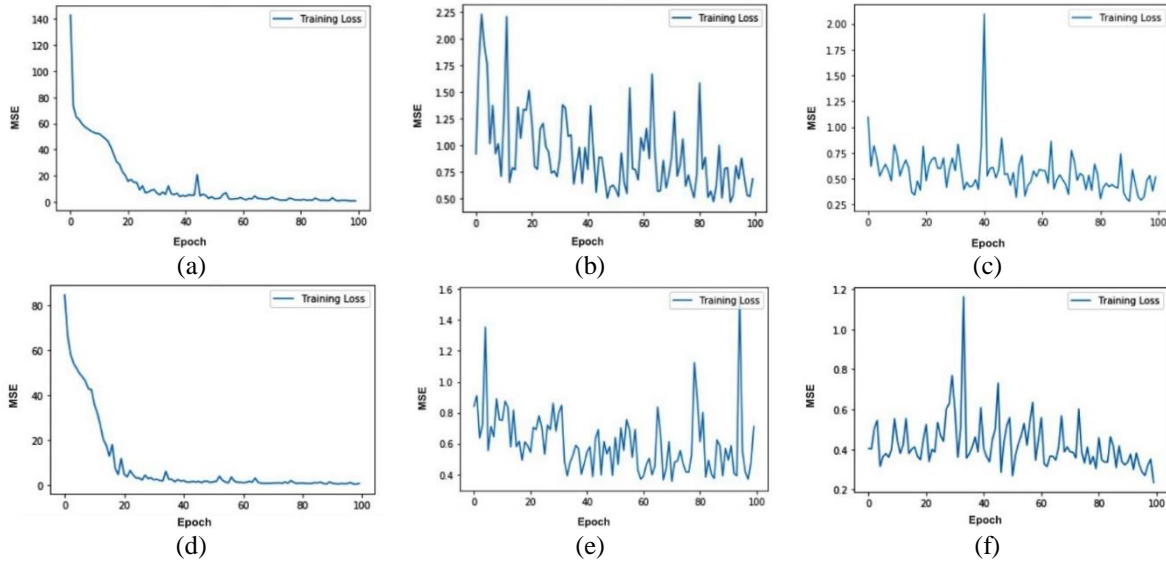 Training Loss
140
120
100
80
60
40
20
0
MSE
0 20 40 60 80 100
Epoch
(a)
Training Loss
2.25
2.00
1.75
1.50
1.25
1.00
0.75
0.50
MSE
0 20 40 60 80 100
Epoch
(b)
Training Loss
2.00
1.75
1.50
1.25
1.00
0.75
0.50
0.25
MSE
0 20 40 60 80 100
Epoch
(c)
Training Loss
80
60
40
20
0
MSE
0 20 40 60 80 100
Epoch
(d)
Training Loss
1.6
1.4
1.2
1.0
0.8
0.6
0.4
MSE
0 20 40 60 80 100
Epoch
(e)
Training Loss
1.2
1.0
0.8
0.6
0.4
0.2
MSE
0 20 40 60 80 100
Epoch
(f)